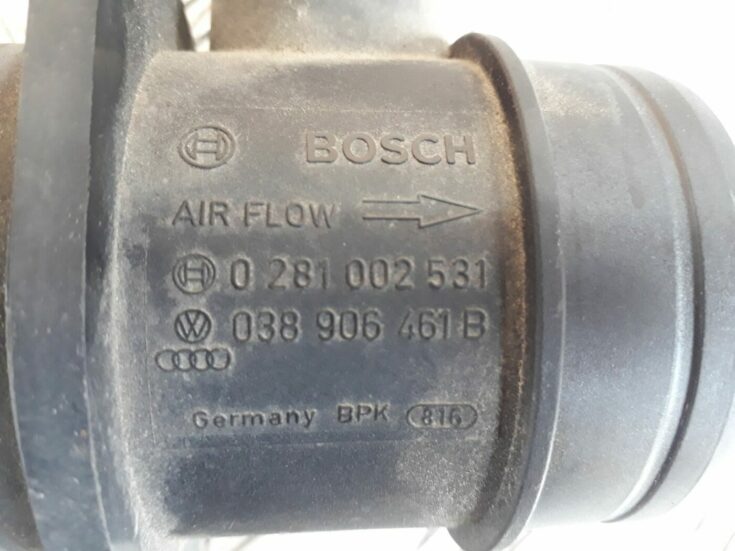 BOSCH
AIR FLOW
0 281 002 531
038 906 461 B
Germany BPK 816